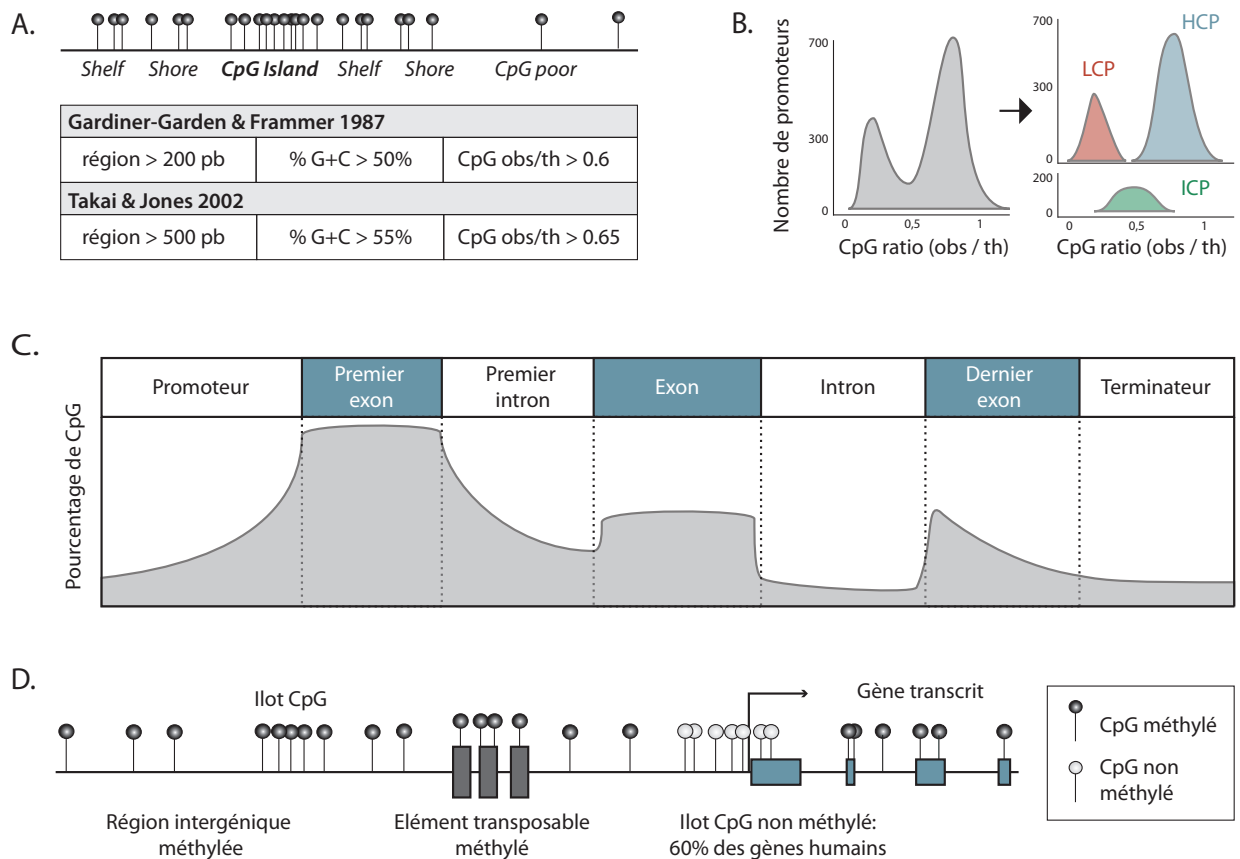 A.
Shelf Shore CpG Island Shelf Shore CpG poor
Gardiner-Garden & Frammer 1987
région > 200 pb % G+C > 50% CpG obs/th > 0.6
Takai & Jones 2002
région > 500 pb % G+C > 55% CpG obs/th > 0.65
B.
Nombre de promoteurs
700
300
0
0 0,5 1
CpG ratio (obs / th)
700
300
0
LCP
HCP
200
0
ICP
0 0,5 1
CpG ratio (obs / th)
C.
Promoteur
Premier
exon
Premier
intron
Exon
Intron
Dernier
exon
Terminateur
Pourcentage de CpG
D.
Ilot CpG
Gène transcrit
Région intergénique
méthylée
Elément transposable
méthylé
Ilot CpG non méthylé:
60% des gènes humains
CpG méthylé
CpG non
méthylé